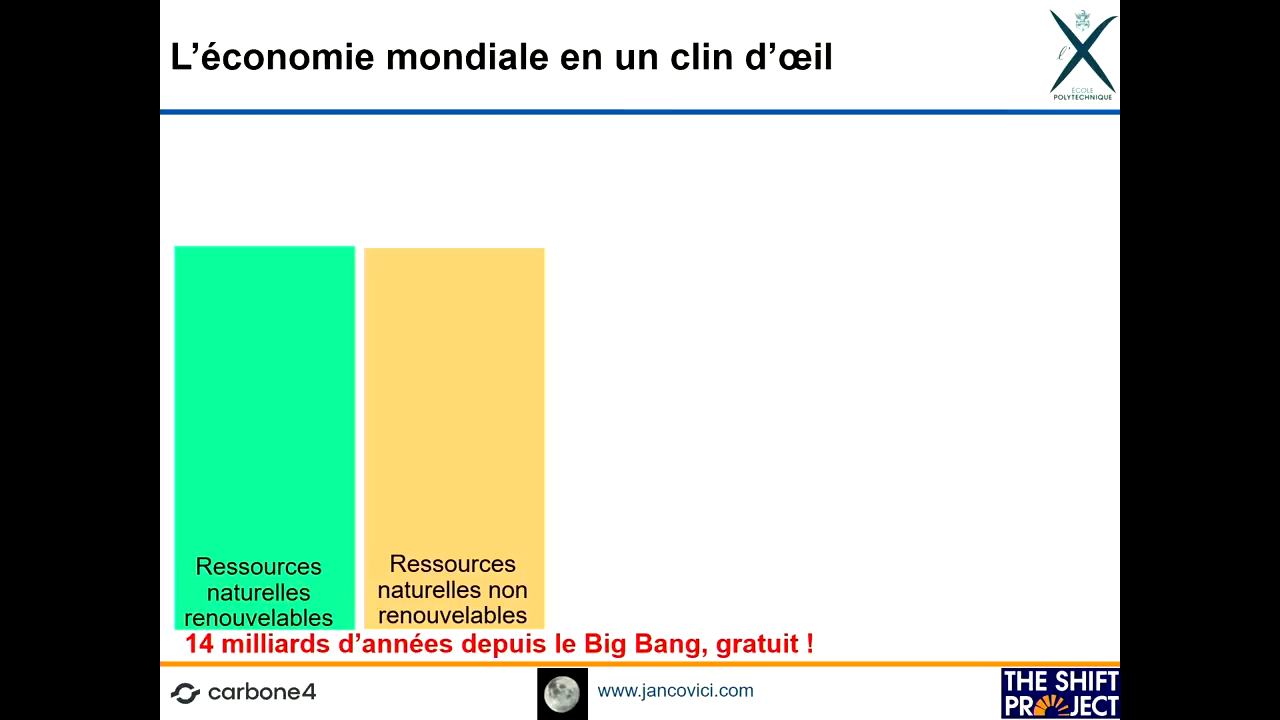 L’économie mondiale en un clin d’œil
l'X
ÉCOLE
POLYTECHNIQUE
Ressources
naturelles
renouvelables
Ressources
naturelles non
renouvelables
14 milliards d’années depuis le Big Bang, gratuit !
carbone4
www.jancovici.com
THE SHIFT
PROJECT